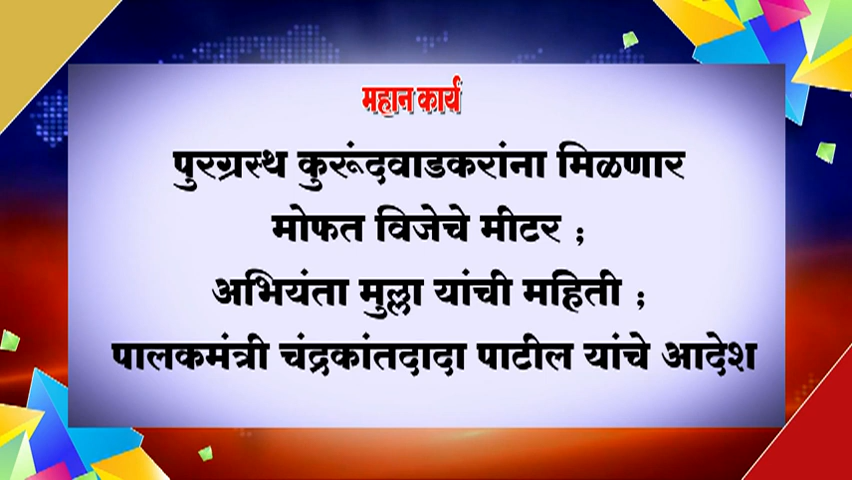 महान कार्य
पुरग्रस्थ कुरूंदवाडकरांना मिळणार
मोफत विजेचे मीटर ;
अभियंता मुल्ला यांची महिती ;
पालकमंत्री चंद्रकांतदादा पाटील यांचे आदेश